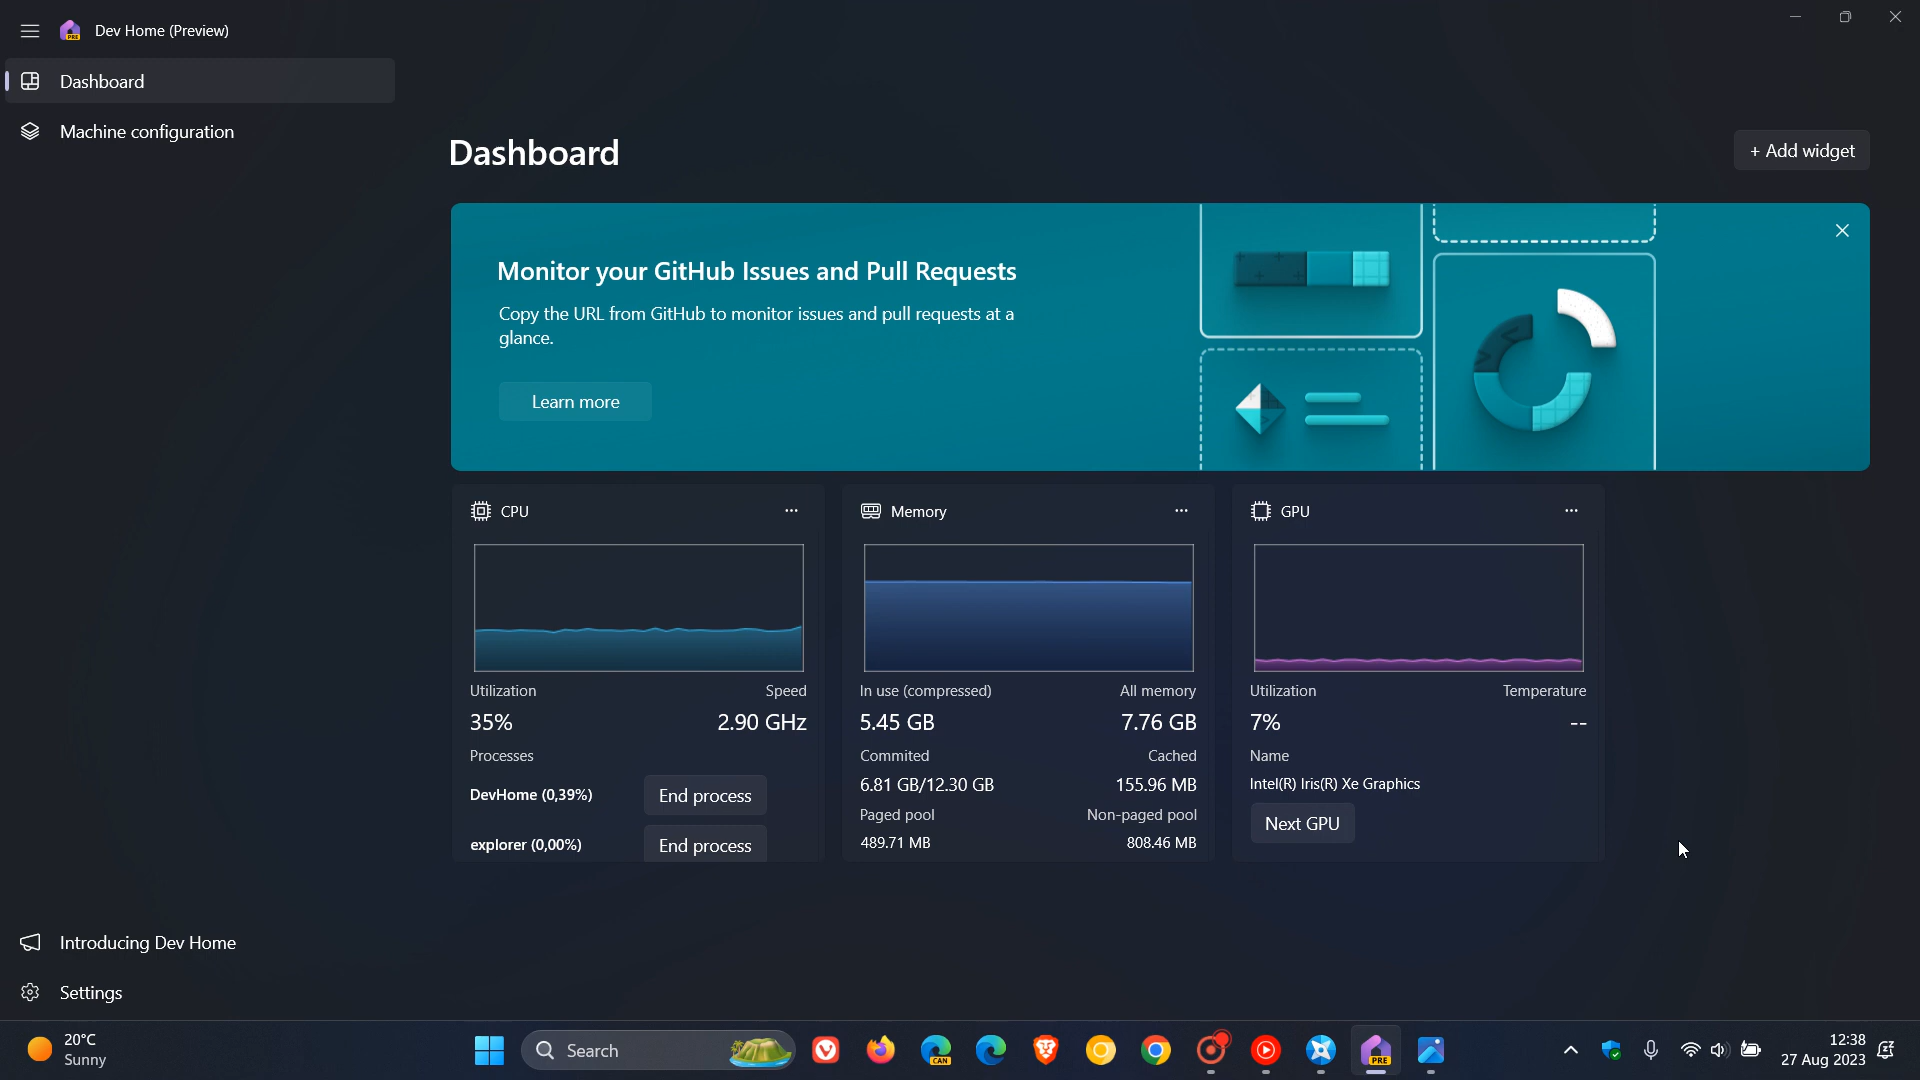 Dev Home (Preview)
Dashboard
Machine configuration
Dashboard
+ Add widget
Monitor your GitHub Issues and Pull Requests
Copy the URL from GitHub to monitor issues and pull requests at a
glance.
Learn more
CPU
Utilization Speed
35% 2.90 GHz
Processes
DevHome (0,39%) End process
explorer (0,00%) End process
Memory
In use (compressed) All memory
5.45 GB 7.76 GB
Commited Cached
6.81 GB/12.30 GB 155.96 MB
Paged pool Non-paged pool
489.71 MB 808.46 MB
GPU
Utilization Temperature
7% --
Name
Intel(R) Iris(R) Xe Graphics
Next GPU
Introducing Dev Home
Settings
20°C
Sunny
Search
CAN
PRE
12:38
27 Aug 2023